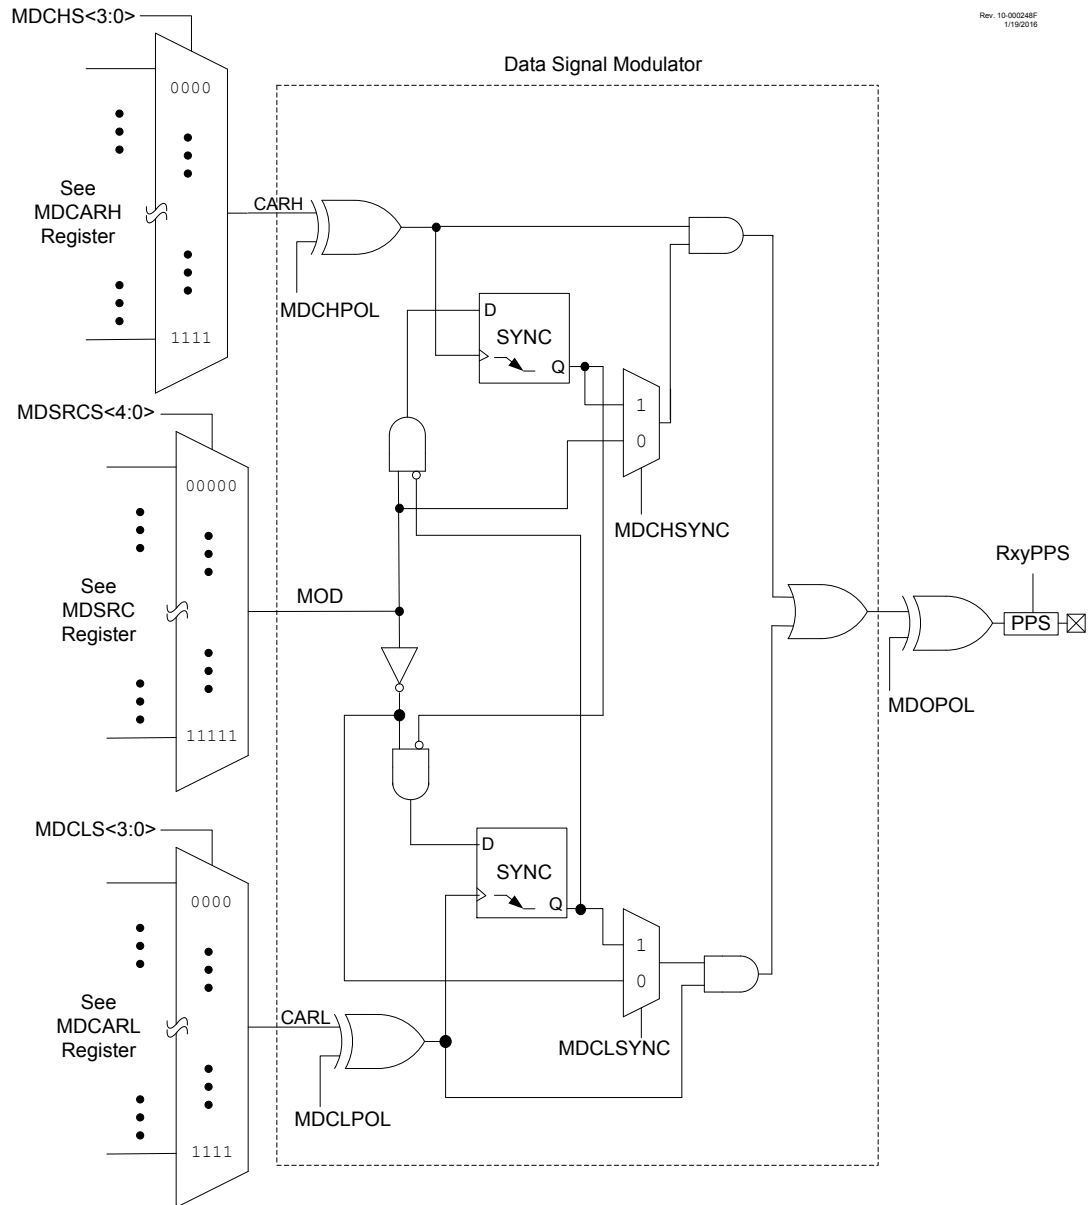 MDCHS<3:0>
Rev. 10-000248F
1/19/2016
Data Signal Modulator
0000
See
MDCARH
Register
CARH
1111
MDCHPOL
D
SYNC
Q
1
0
MDCHSYNC
MDSRCS<4:0>
00000
See
MDSRC
Register
MOD
11111
RxyPPS
PPS
MDOPOL
MDCLS<3:0>
0000
D
SYNC
Q
1
0
See
MDCARL
Register
CARL
MDCLSYNC
MDCLPOL
1111